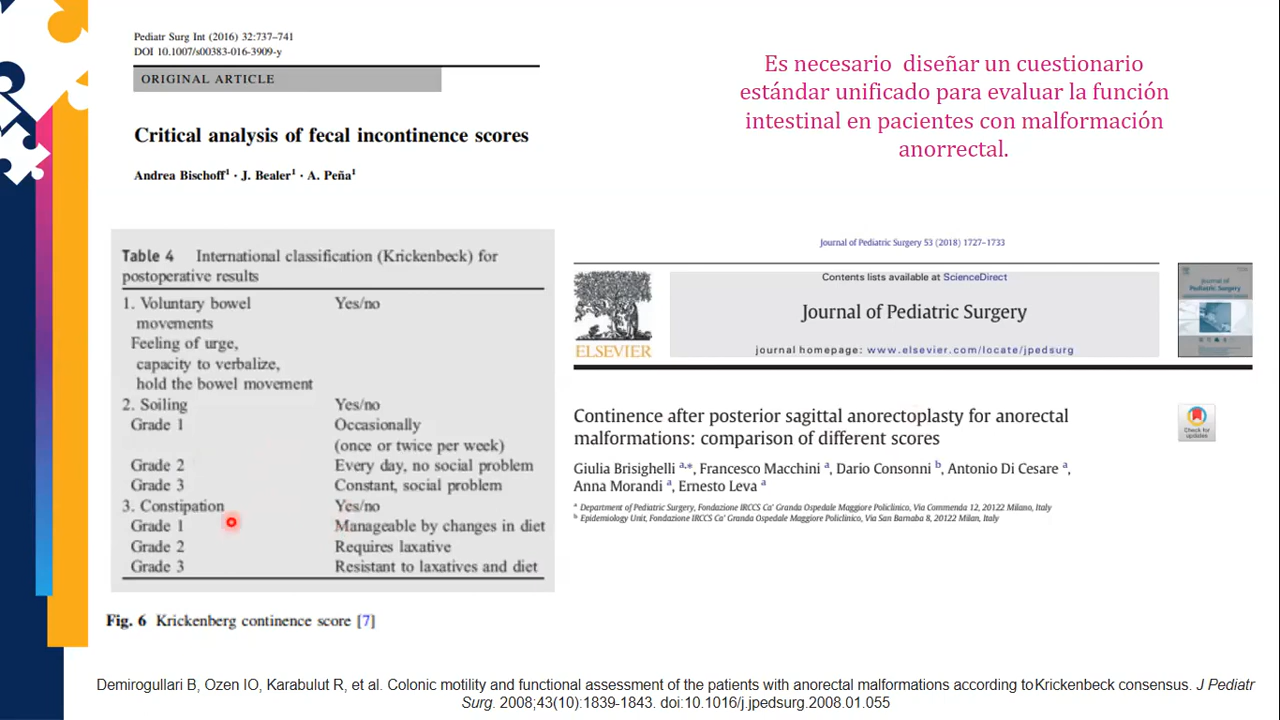 Pediatr Surg Int (2016) 32:737–741
DOI 10.1007/s00383-016-3909-y
ORIGINAL ARTICLE
Critical analysis of fecal incontinence scores
Andrea Bischoff¹ · J. Bealer¹ · A. Peña¹
Es necesario diseñar un cuestionario
estándar unificado para evaluar la función
intestinal en pacientes con malformación
anorrectal.
Table 4 International classification (Krickenbeck) for
postoperative results
1. Voluntary bowel Yes/no
movements
Feeling of urge,
capacity to verbalize,
hold the bowel movement
2. Soiling Yes/no
Grade 1 Occasionally
(once or twice per week)
Grade 2 Every day, no social problem
Grade 3 Constant, social problem
3. Constipation Yes/no
Grade 1 Manageable by changes in diet
Grade 2 Requires laxative
Grade 3 Resistant to laxatives and diet
Fig. 6 Krickenberg continence score [7]
Journal of Pediatric Surgery 53 (2018) 1727–1733
Contents lists available at ScienceDirect
Journal of Pediatric Surgery
journal homepage: www.elsevier.com/locate/jpedsurg
ELSEVIER
Journal of
Pediatric Surgery
Check for
updates
Continence after posterior sagittal anorectoplasty for anorectal
malformations: comparison of different scores
Giulia Brisighelli a,*, Francesco Macchini a, Dario Consonni b, Antonio Di Cesare a,
Anna Morandi a, Ernesto Leva a
a Department of Pediatric Surgery, Fondazione IRCCS Ca' Granda Ospedale Maggiore Policlinico, Via Commenda 12, 20122 Milano, Italy
b Epidemiology Unit, Fondazione IRCCS Ca' Granda Ospedale Maggiore Policlinico, Via San Barnaba 8, 20122 Milan, Italy
Demirogullari B, Ozen IO, Karabulut R, et al. Colonic motility and functional assessment of the patients with anorectal malformations according to Krickenbeck consensus. J Pediatr
Surg. 2008;43(10):1839-1843. doi:10.1016/j.jpedsurg.2008.01.055